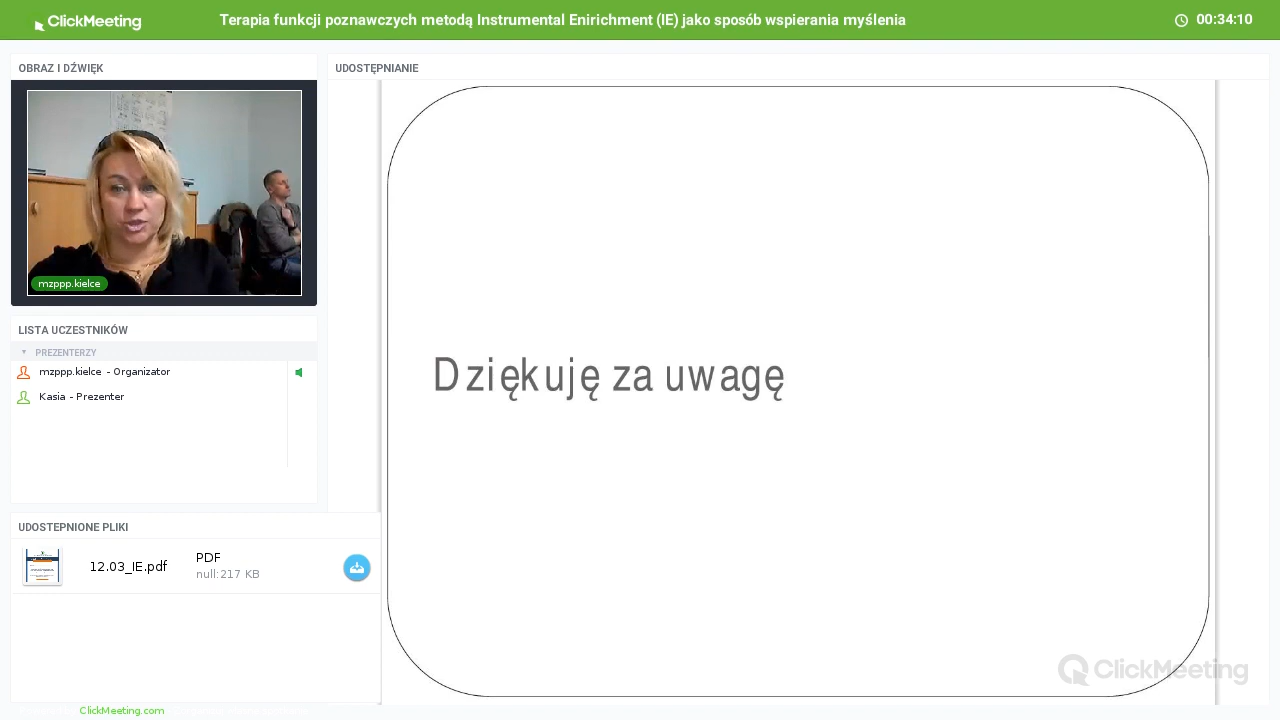 ClickMeeting
Terapia funkcji poznawczych metodą Instrumental Enirichment (IE) jako sposób wspierania myślenia
00:34:10
OBRAZ I DŹWIĘK
UDOSTĘPNIANIE
mzppp.kielce
LISTA UCZESTNIKÓW
PREZENTERZY
mzppp.kielce - Organizator
Kasia - Prezenter
Dziękuję za uwagę
UDOSTEPNIONE PLIKI
12.03_IE.pdf
PDF
null:217 KB
ClickMeeting
ClickMeeting.com